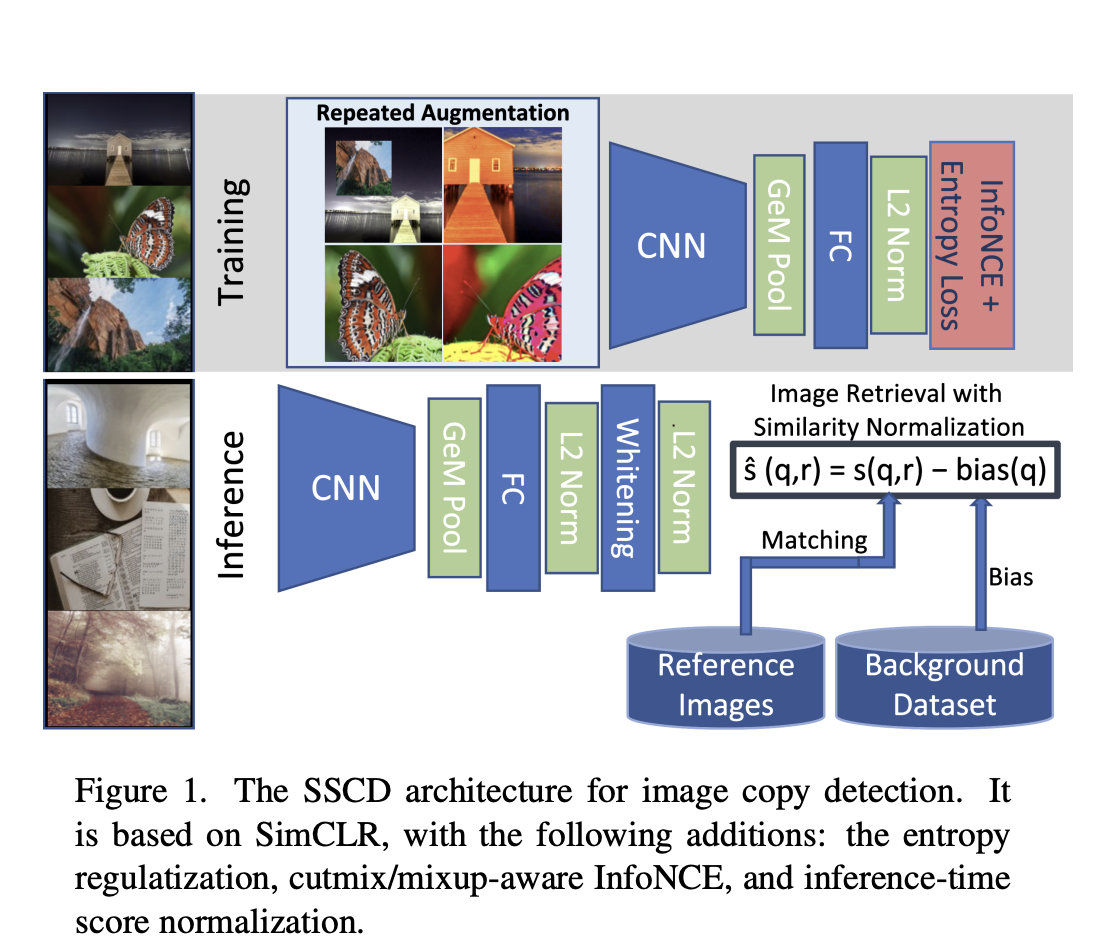 Training
Repeated Augmentation
CNN
GeM Pool
FC
L2 Norm
InfoNCE +
Entropy Loss
Inference
CNN
GeM Pool
FC
L2 Norm
Whitening
L2 Norm
Image Retrieval with
Similarity Normalization
ŝ (q,r) = s(q,r) − bias(q)
Matching
Bias
Reference
Images
Background
Dataset
Figure 1. The SSCD architecture for image copy detection. It
is based on SimCLR, with the following additions: the entropy
regulatization, cutmix/mixup-aware InfoNCE, and inference-time
score normalization.